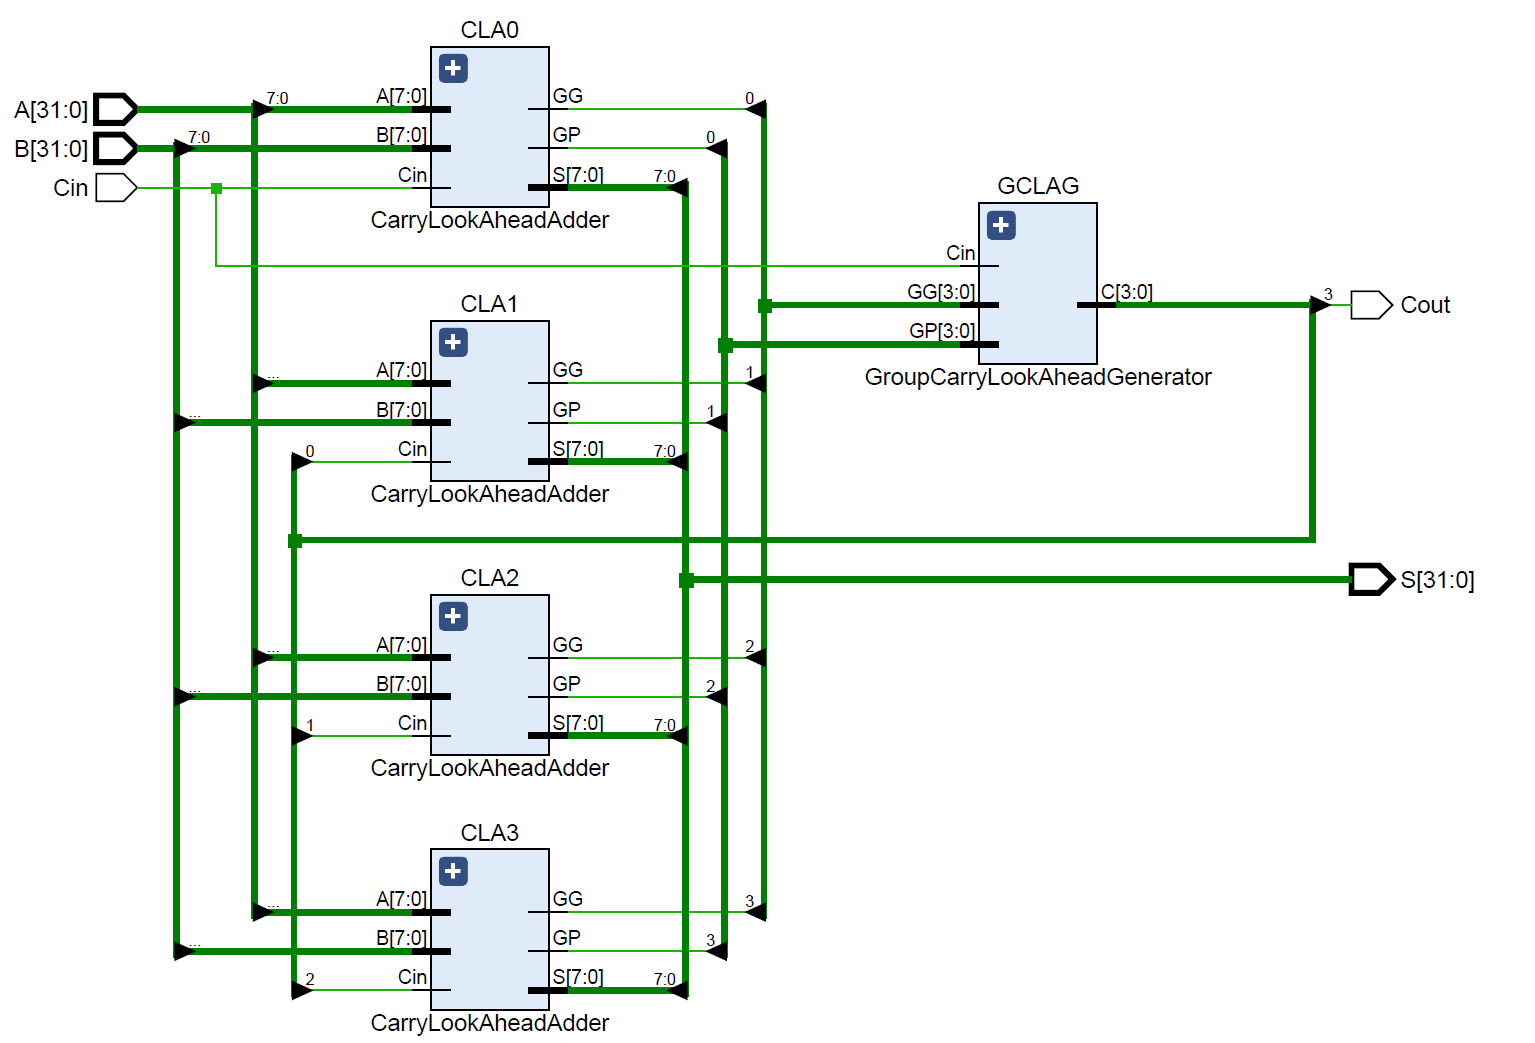 CLA0
A[31:0]
7:0
A[7:0]
GG
0
B[31:0]
7:0
B[7:0]
GP
0
Cin
Cin
S[7:0]
7:0
CarryLookAheadAdder
GCLAG
Cin
GG[3:0]
C[3:0]
3
Cout
GP[3:0]
GroupCarryLookAheadGenerator
CLA1
...
A[7:0]
GG
1
...
B[7:0]
GP
1
0
Cin
S[7:0]
7:0
CarryLookAheadAdder
S[31:0]
CLA2
...
A[7:0]
GG
2
...
B[7:0]
GP
2
1
Cin
S[7:0]
7:0
CarryLookAheadAdder
CLA3
...
A[7:0]
GG
3
...
B[7:0]
GP
3
2
Cin
S[7:0]
7:0
CarryLookAheadAdder